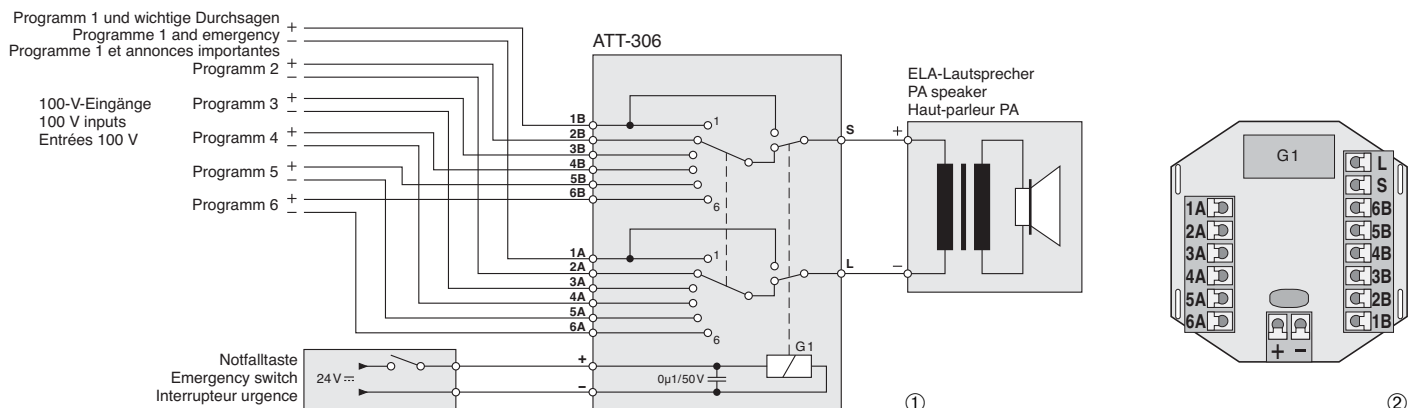 Programm 1 und wichtige Durchsagen
Programme 1 and emergency
Programme 1 et annonces importantes
+
–
Programm 2 +
–
100-V-Eingänge
100 V inputs
Entrées 100 V
Programm 3 +
–
Programm 4 +
–
Programm 5 +
–
Programm 6 +
–
ATT-306
1B
2B
3B
4B
5B
6B
1
6
S
1A
2A
3A
4A
5A
6A
1
6
L
ELA-Lautsprecher
PA speaker
Haut-parleur PA
+
–
Notfalltaste
Emergency switch
Interrupteur urgence
24V
+
–
0µ1/50V
G1
①
G1
L
S
1A 6B
2A 5B
3A 4B
4A 3B
5A 2B
6A 1B
+ –
②